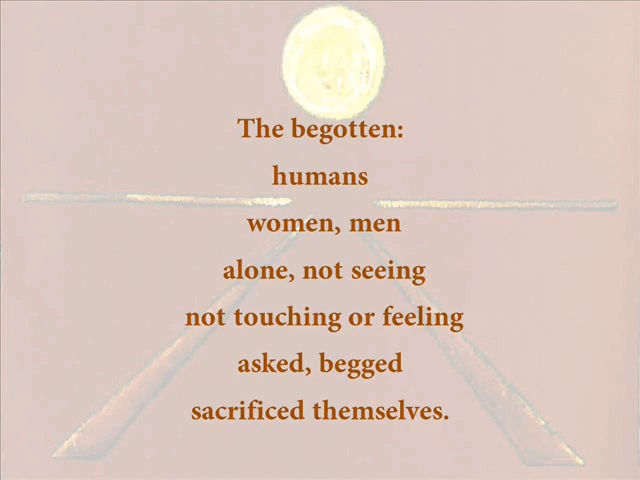 The begotten:
humans
women, men
alone, not seeing
not touching or feeling
asked, begged
sacrificed themselves.